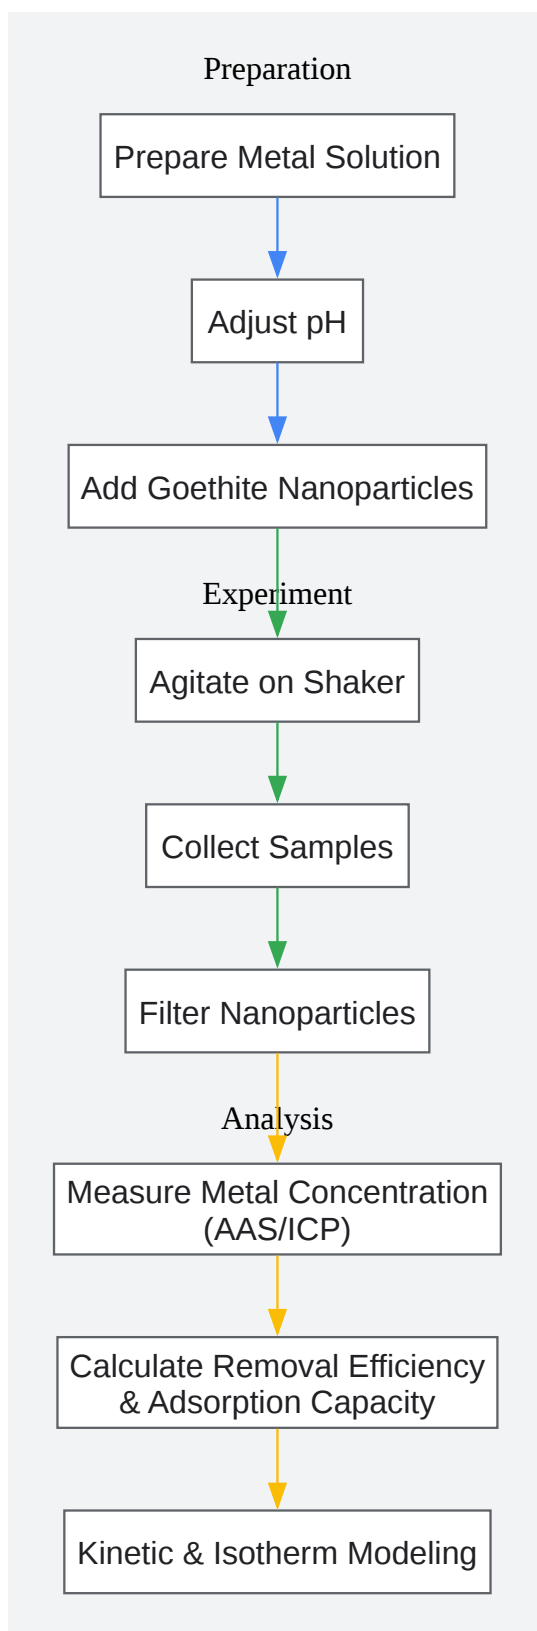 Preparation
Prepare Metal Solution
Adjust pH
Add Goethite Nanoparticles
Experiment
Agitate on Shaker
Collect Samples
Filter Nanoparticles
Analysis
Measure Metal Concentration
(AAS/ICP)
Calculate Removal Efficiency
& Adsorption Capacity
Kinetic & Isotherm Modeling